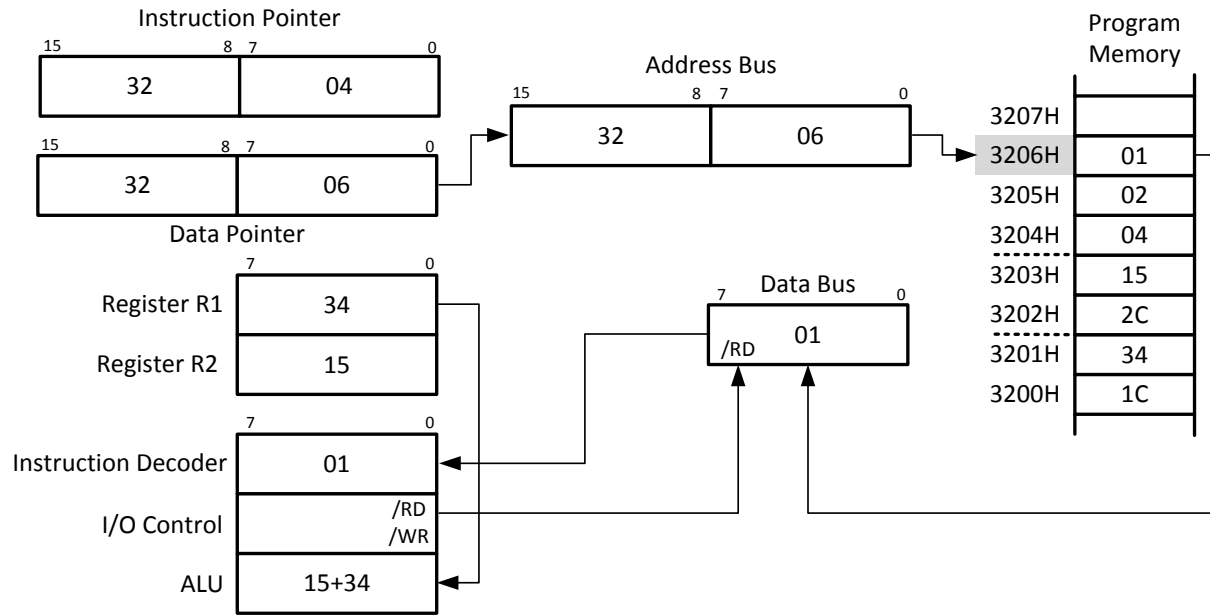 Instruction Pointer
15 8 7 0
32 04
15 8 7 0
32 06
Data Pointer
Address Bus
15 8 7 0
32 06
Program
Memory
3207H
3206H 01
3205H 02
3204H 04
3203H 15
3202H 2C
3201H 34
3200H 1C
7 0
Register R1 34
Register R2 15
Data Bus
7 0
/RD 01
7 0
Instruction Decoder 01
I/O Control /RD
/WR
ALU 15+34